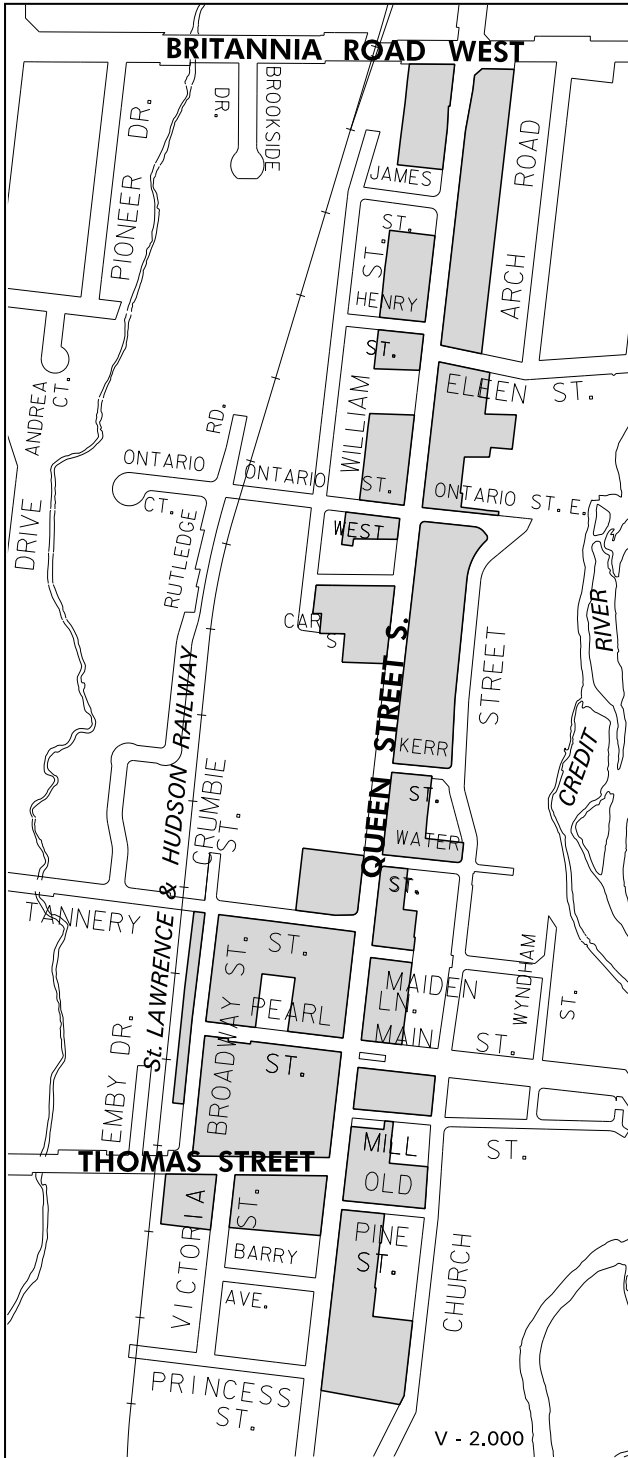 BRITANNIA ROAD WEST
PIONEER DR.
BROOKSIDE
DR.
JAMES
ST.
ARCH ROAD
HENRY
ST.
WILLIAM
ST.
ELEEN ST.
ANDREA
CT.
RD.
ONTARIO
CT.
ONTARIO
ST.
WEST
ONTARIO ST. E.
DRIVE
RUTLEDGE
CAR
S
RIVER
CREDIT
STREET
CHURCH
QUEEN STREET S.
KERR
ST.
WATER
ST.
St. LAWRENCE & HUDSON RAILWAY
CRUMBIE
ST.
TANNERY
ST.
BROADWAY ST.
PEARL
ST.
MAIDEN
LN.
MAIN
ST.
WYNDHAM
ST.
EMBY DR.
THOMAS STREET
MILL
ST.
OLD
PINE
ST.
VICTORIA
ST.
BARRY
AVE.
PRINCESS
ST.
V - 2.000